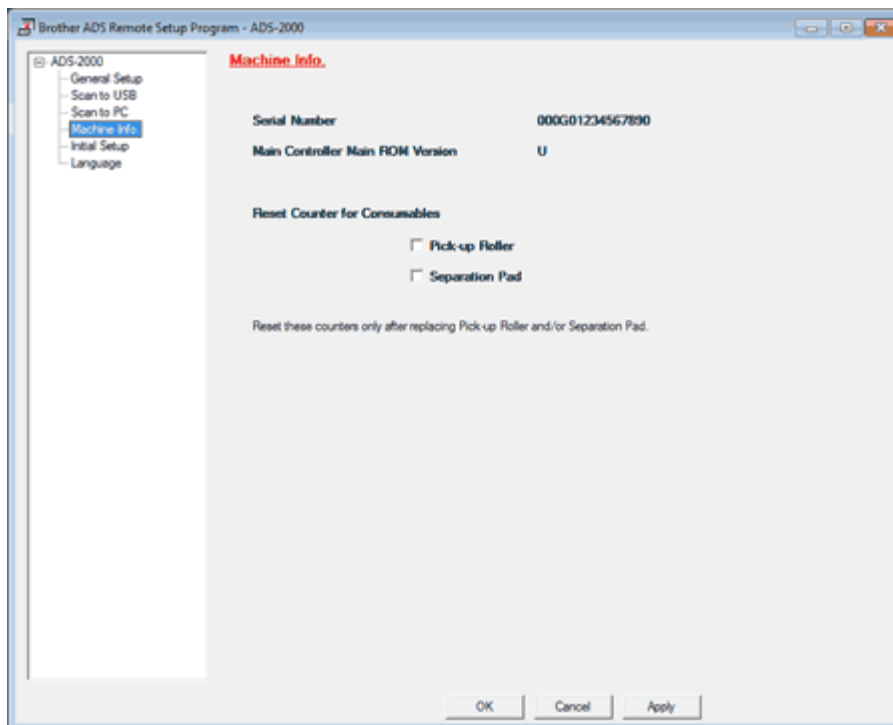 Brother ADS Remote Setup Program - ADS-2000
ADS-2000
General Setup
Scan to USB
Scan to PC
Machine Info.
Initial Setup
Language
Machine Info.
Serial Number 000G01234567890
Main Controller Main ROM Version U
Reset Counter for Consumables
Pick-up Roller
Separation Pad
Reset these counters only after replacing Pick-up Roller and/or Separation Pad.
OK Cancel Apply